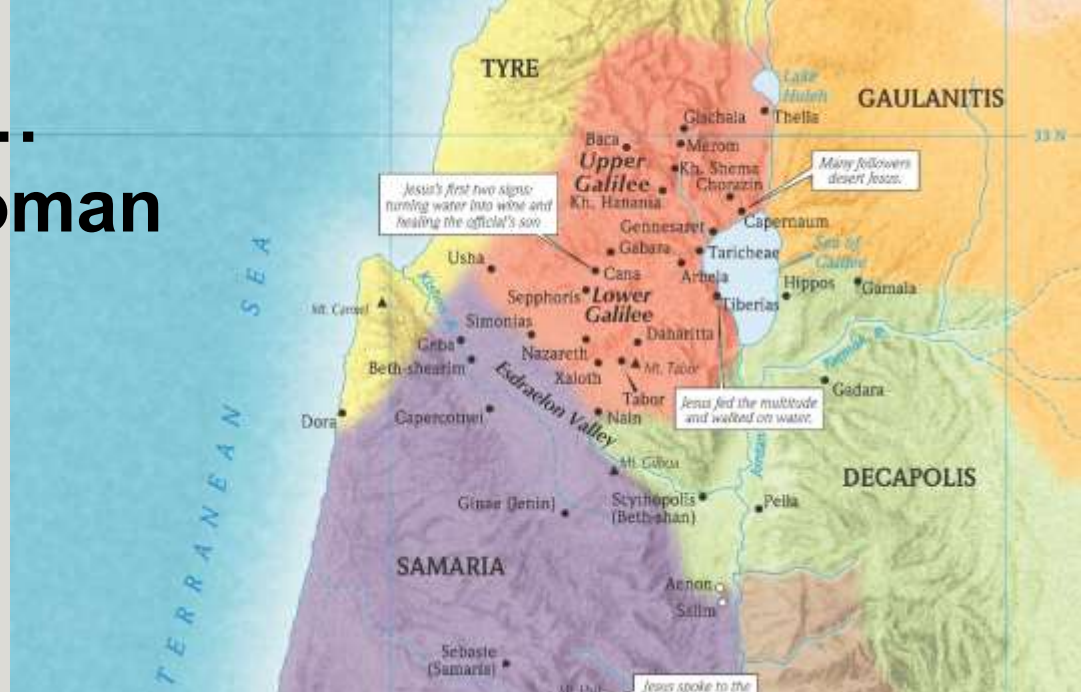 ..
oman
TYRE
Lake
Huleh
GAULANITIS
Gischala
Thella
33 N
Baca
Merom
Upper
Galilee
Kh. Shema
Chorazin
Many followers
desert Jesus.
Kh. Hanania
Jesus's first two signs:
turning water into wine and
healing the official's son
Capernaum
Gennesaret
Gabara
Taricheae
Sea of
Galilee
Usha
Cana
Arbela
Hippos
Gamala
Sepphoris
Lower
Galilee
Tiberias
Mt. Carmel
Simonias
Daharitta
Yarmuk R.
Geba
Nazareth
Beth-shearim
Mt. Tabor
Xaloth
Esdraelon Valley
Tabor
Jesus fed the multitude
and walked on water.
Gadara
Dora
Capercotnei
Nain
Jordan
Mt. Gilboa
DECAPOLIS
Ginae (Jenin)
Scythopolis
(Beth-shan)
Pella
TERRANEAN SEA
SAMARIA
Aenon
Salim
Sebaste
(Samaria)
Jesus spoke to the